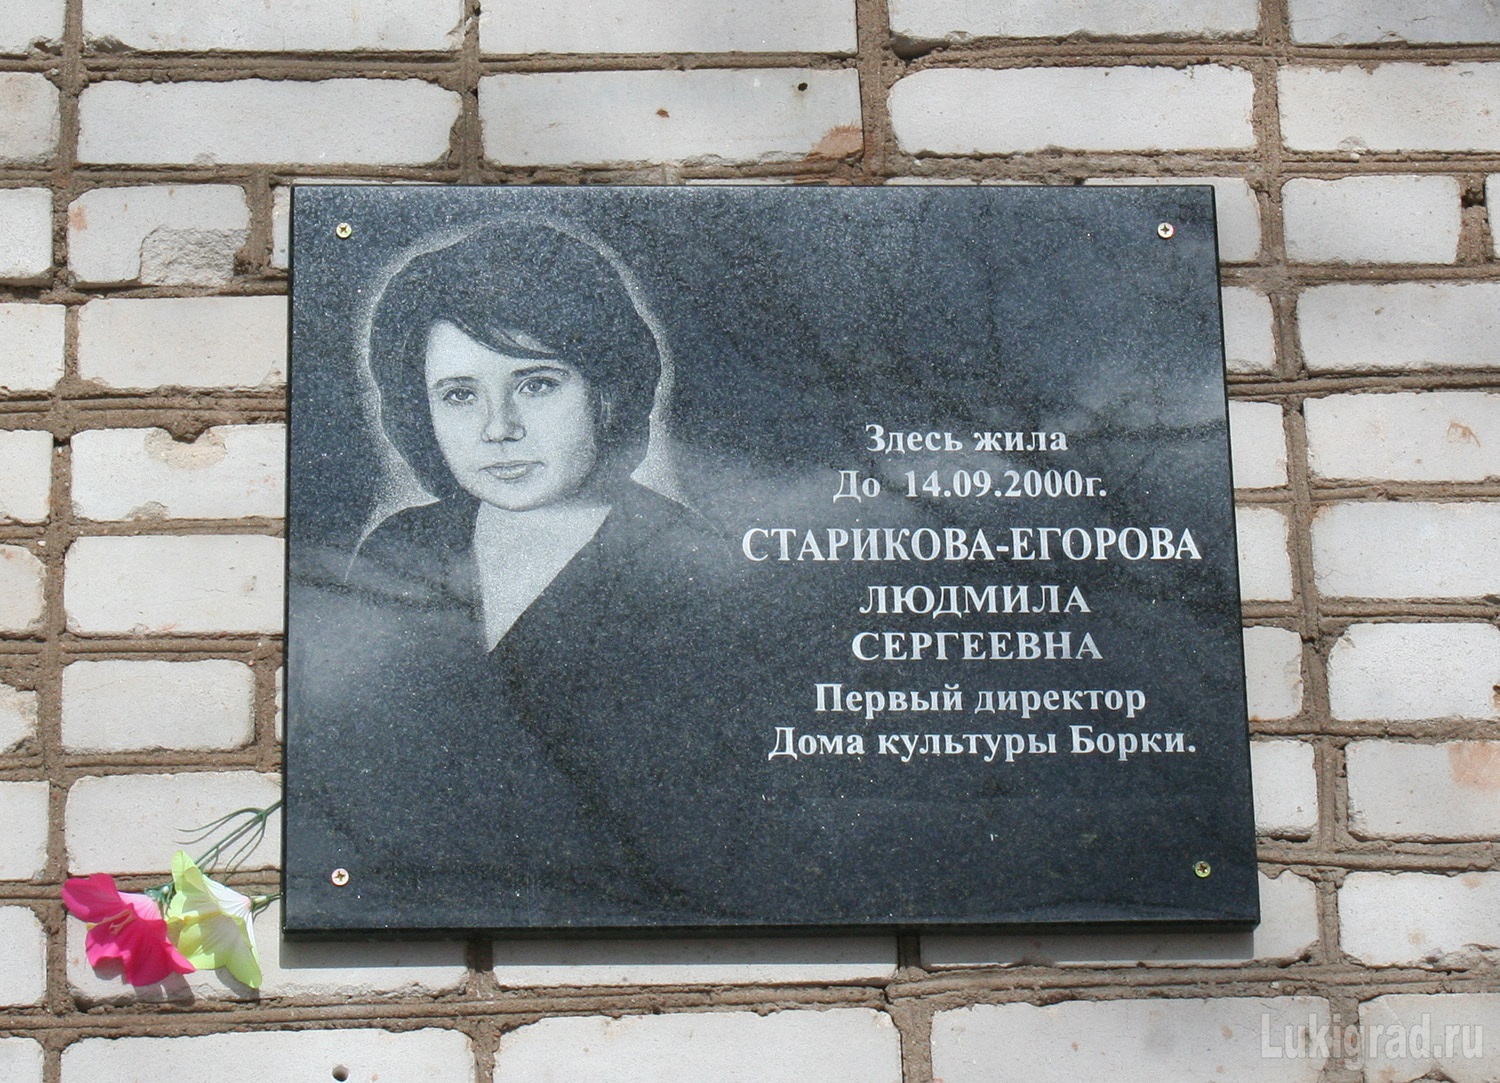 Здесь жила
До 14.09.2000г.
СТАРИКОВА-ЕГОРОВА
ЛЮДМИЛА
СЕРГЕЕВНА
Первый директор
Дома культуры Борки.
Lukigrad.ru